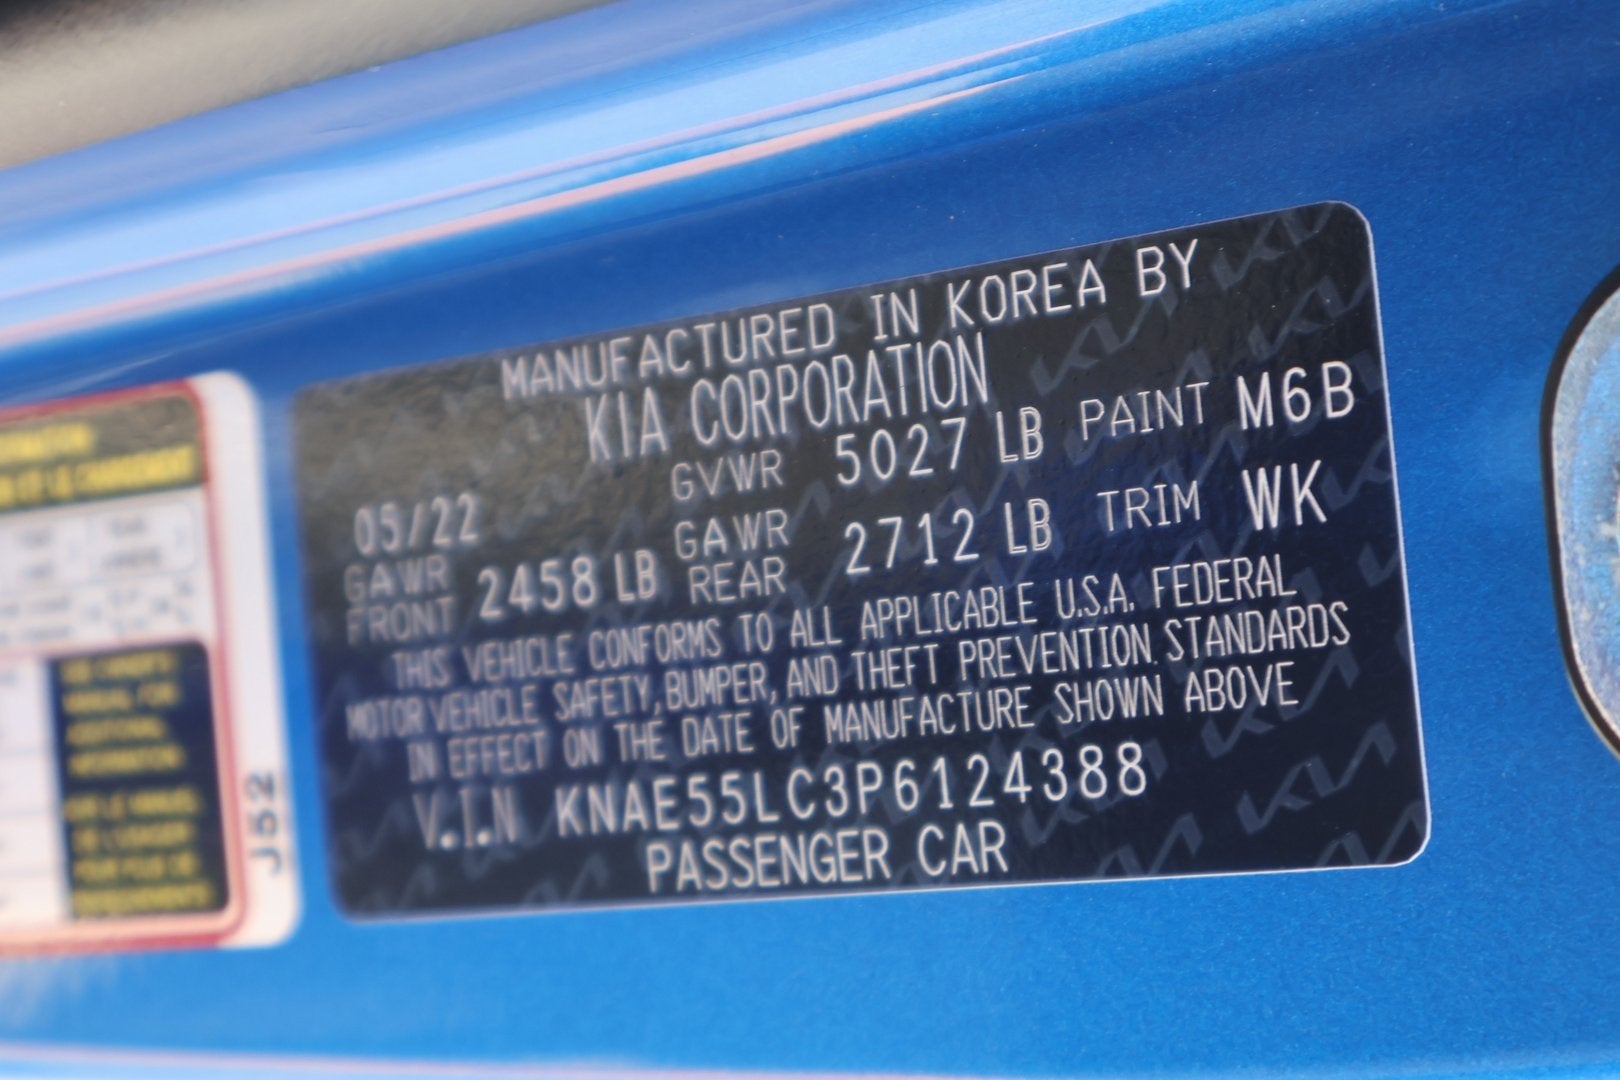 MANUFACTURED IN KOREA BY
KIA CORPORATION
05/22 GVWR 5027 LB PAINT M6B
GAWR FRONT 2458 LB GAWR REAR 2712 LB TRIM WK
THIS VEHICLE CONFORMS TO ALL APPLICABLE U.S.A. FEDERAL
MOTOR VEHICLE SAFETY, BUMPER, AND THEFT PREVENTION STANDARDS
IN EFFECT ON THE DATE OF MANUFACTURE SHOWN ABOVE
V.I.N KNAE55LC3P6124388
PASSENGER CAR
J52